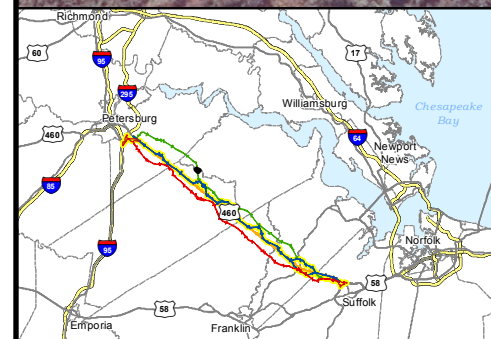 Richmond
60
95
17
295
Williamsburg
Chesapeake
Bay
Petersburg
460
64
Newport
News
85
460
95
Norfolk
58
Suffolk
58
Emporia
Franklin